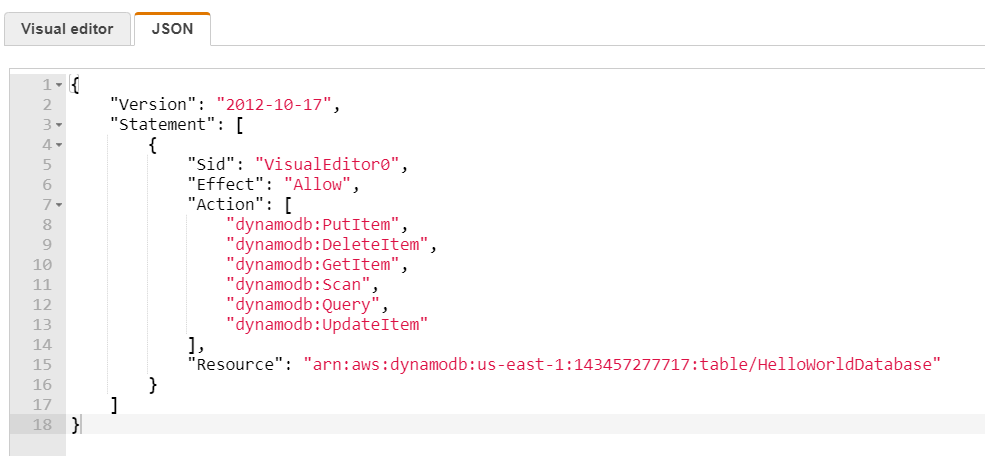 Visual editor JSON
1 {
2 "Version": "2012-10-17",
3 "Statement": [
4 {
5 "Sid": "VisualEditor0",
6 "Effect": "Allow",
7 "Action": [
8 "dynamodb:PutItem",
9 "dynamodb:DeleteItem",
10 "dynamodb:GetItem",
11 "dynamodb:Scan",
12 "dynamodb:Query",
13 "dynamodb:UpdateItem"
14 ],
15 "Resource": "arn:aws:dynamodb:us-east-1:143457277717:table/HelloWorldDatabase"
16 }
17 ]
18 }